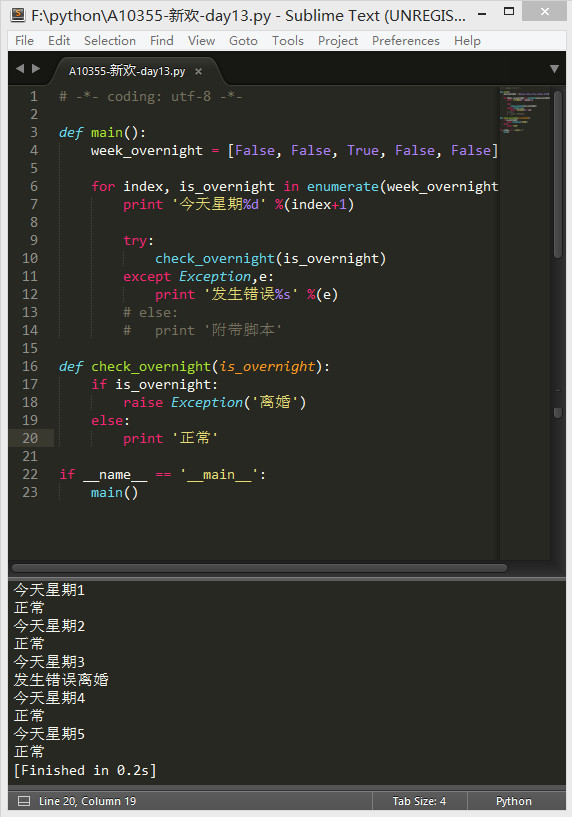 F:\python\A10355-新欢-day13.py - Sublime Text (UNREGIS...
File Edit Selection Find View Goto Tools Project Preferences Help
A10355-新欢-day13.py ×
1 # -*- coding: utf-8 -*-
2
3 def main():
4     week_overnight = [False, False, True, False, False]
5
6     for index, is_overnight in enumerate(week_overnight
7         print '今天星期%d' %(index+1)
8
9         try:
10             check_overnight(is_overnight)
11         except Exception,e:
12             print '发生错误%s' %(e)
13         # else:
14         #   print '附带脚本'
15
16 def check_overnight(is_overnight):
17     if is_overnight:
18         raise Exception('离婚')
19     else:
20         print '正常'
21
22 if __name__ == '__main__':
23     main()
今天星期1
正常
今天星期2
正常
今天星期3
发生错误离婚
今天星期4
正常
今天星期5
正常
[Finished in 0.2s]
Line 20, Column 19 Tab Size: 4 Python